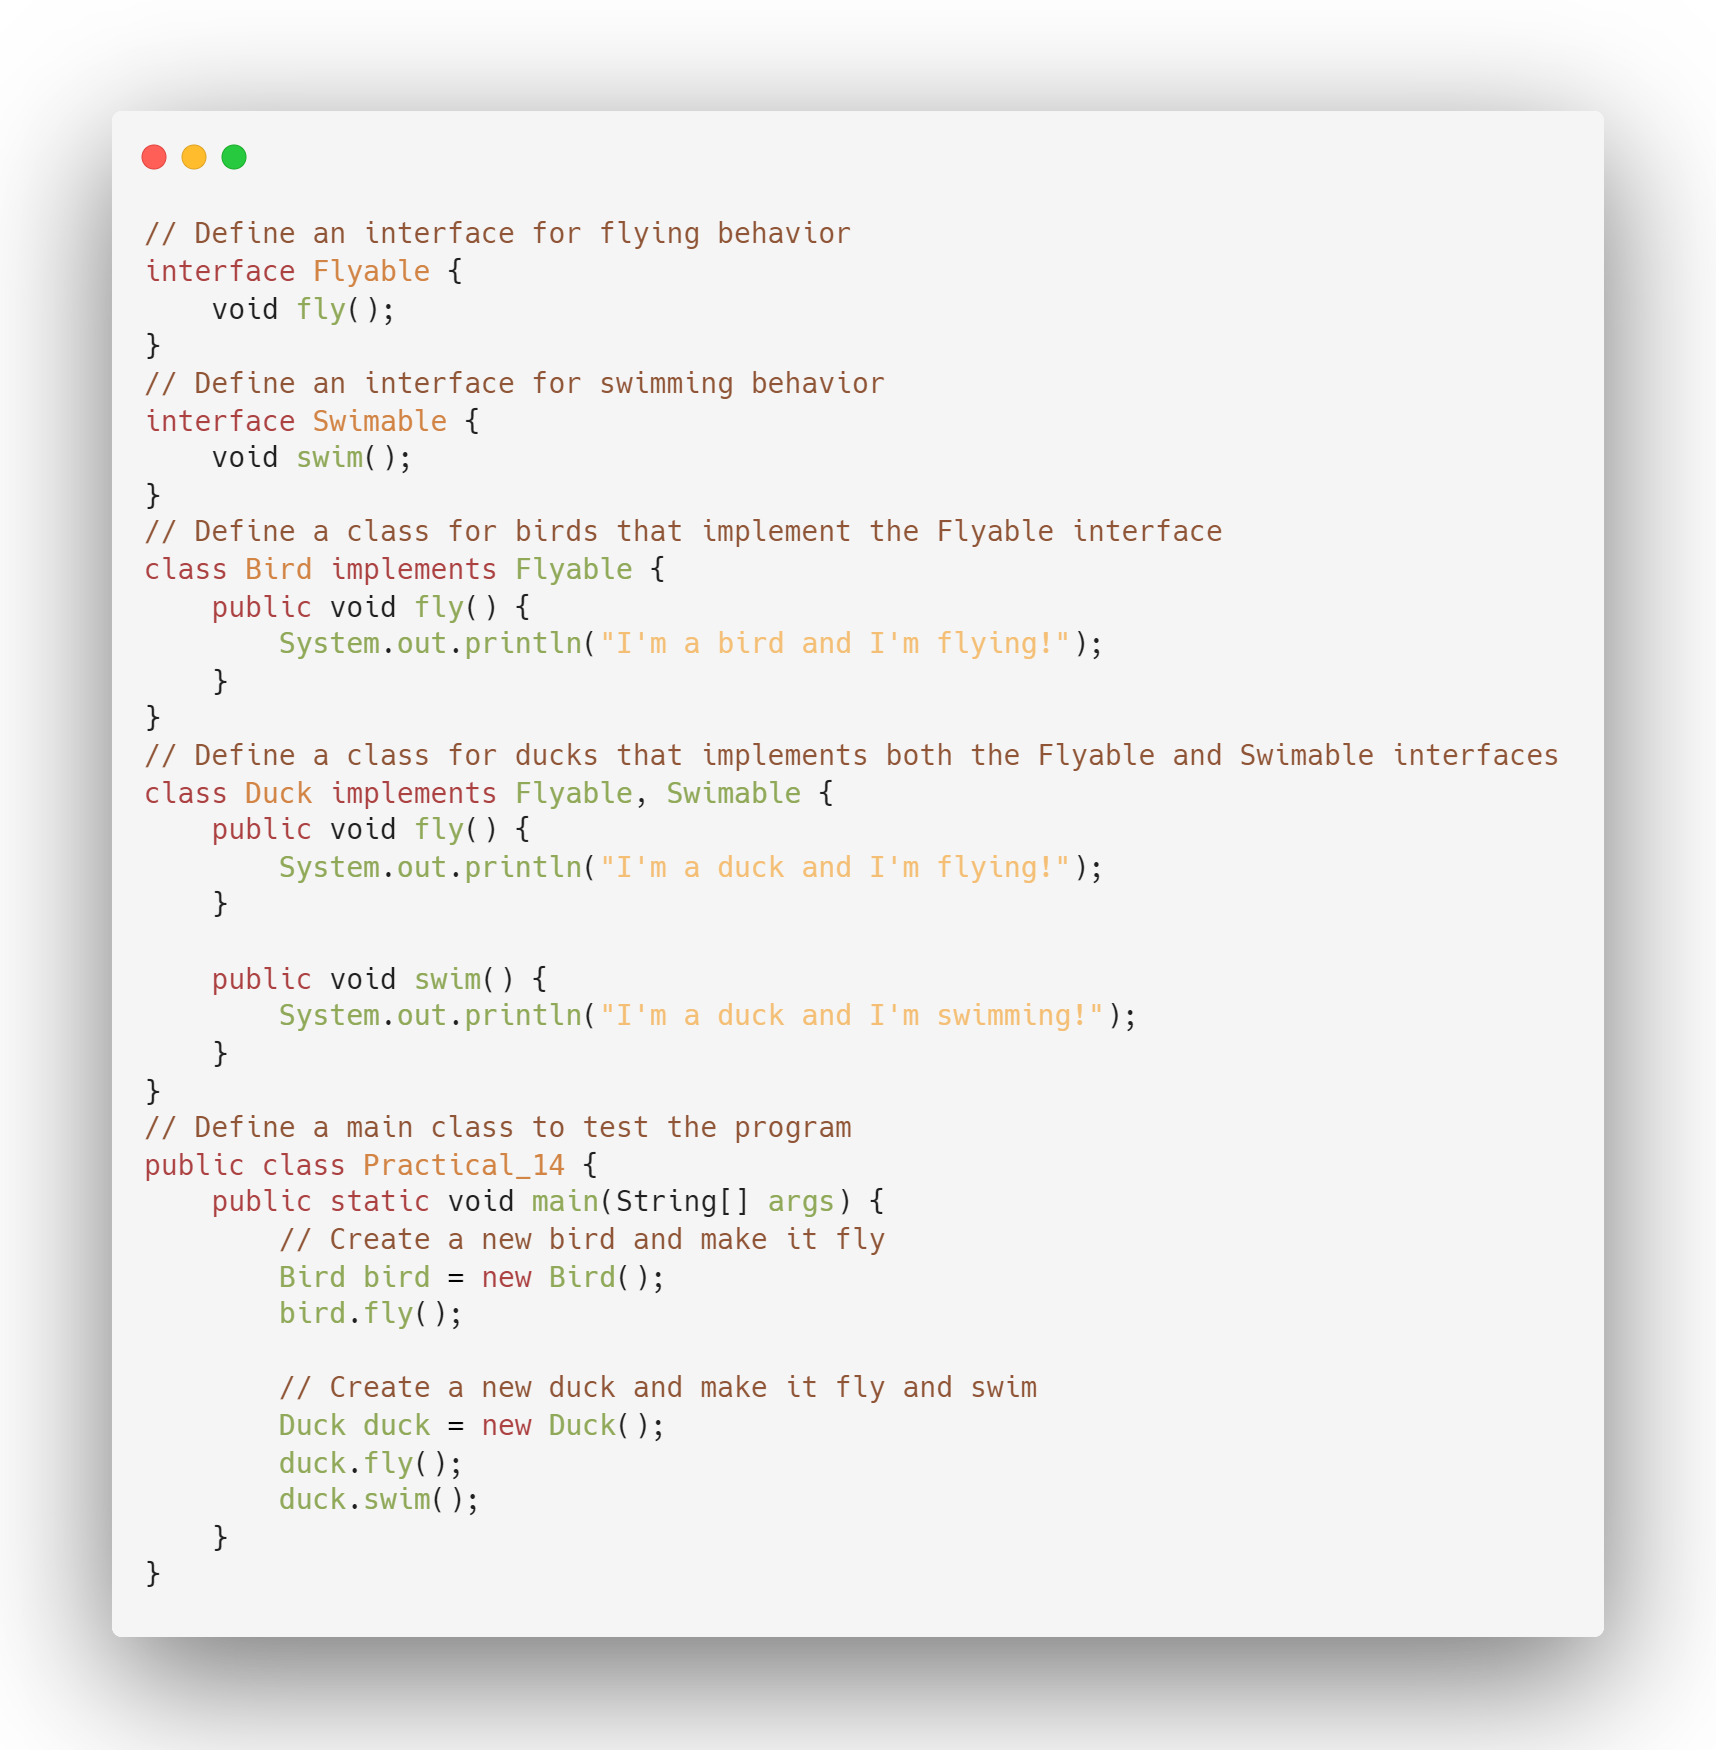 // Define an interface for flying behavior
interface Flyable {
    void fly();
}
// Define an interface for swimming behavior
interface Swimable {
    void swim();
}
// Define a class for birds that implement the Flyable interface
class Bird implements Flyable {
    public void fly() {
        System.out.println("I'm a bird and I'm flying!");
    }
}
// Define a class for ducks that implements both the Flyable and Swimable interfaces
class Duck implements Flyable, Swimable {
    public void fly() {
        System.out.println("I'm a duck and I'm flying!");
    }

    public void swim() {
        System.out.println("I'm a duck and I'm swimming!");
    }
}
// Define a main class to test the program
public class Practical_14 {
    public static void main(String[] args) {
        // Create a new bird and make it fly
        Bird bird = new Bird();
        bird.fly();

        // Create a new duck and make it fly and swim
        Duck duck = new Duck();
        duck.fly();
        duck.swim();
    }
}